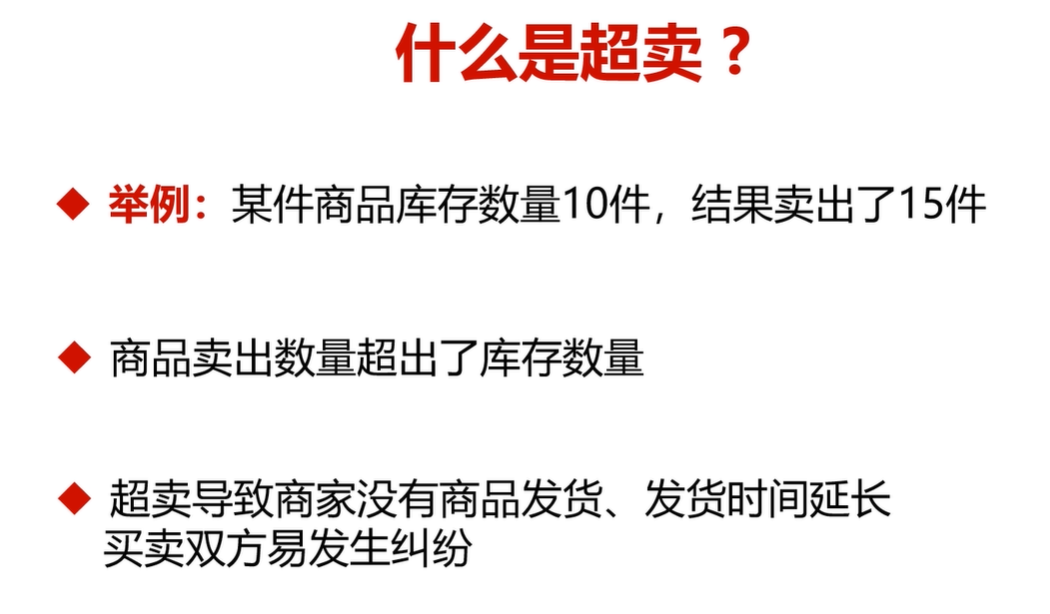 什么是超卖？
举例：某件商品库存数量10件，结果卖出了15件
商品卖出数量超出了库存数量
超卖导致商家没有商品发货、发货时间延长
买卖双方易发生纠纷